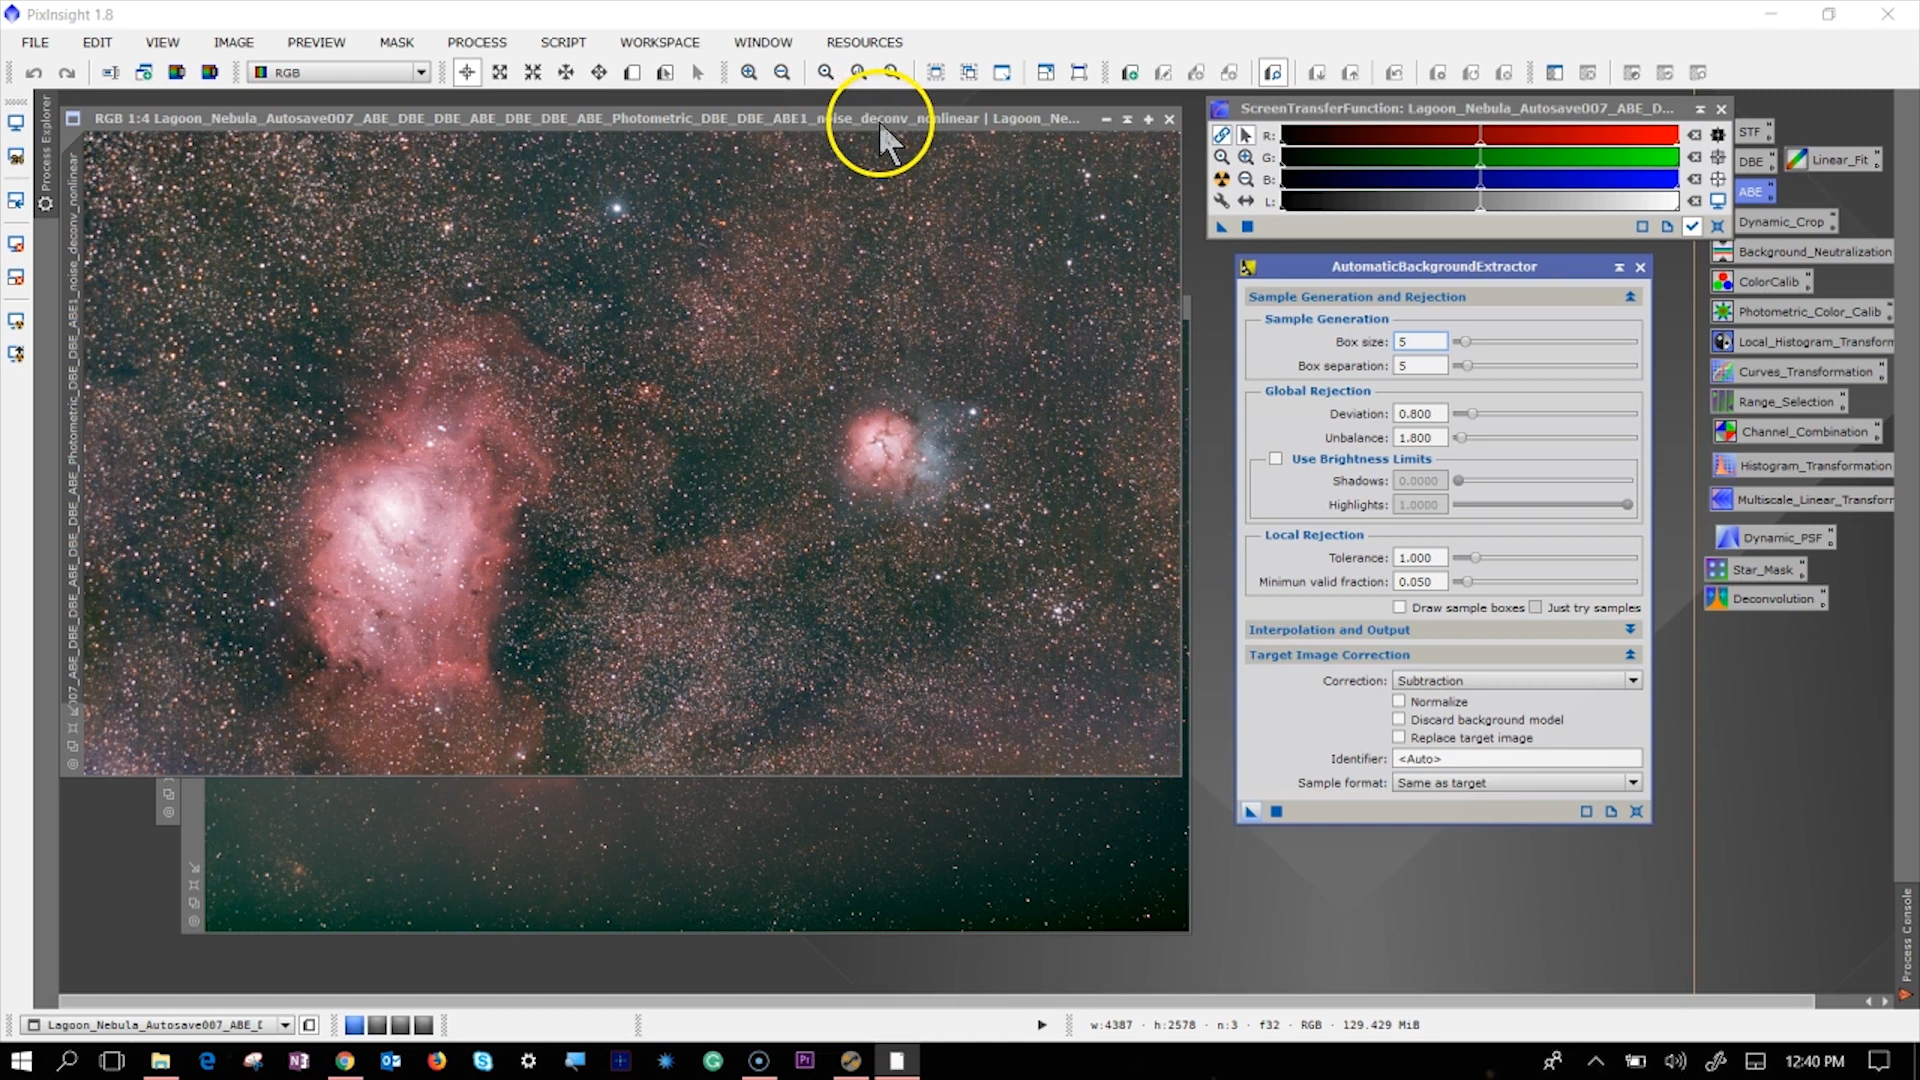 PixInsight 1.8
FILE EDIT VIEW IMAGE PREVIEW MASK PROCESS SCRIPT WORKSPACE WINDOW RESOURCES
RGB
Process Explorer
RGB 1:4 Lagoon_Nebula_Autosave007_ABE_DBE_DBE_ABE_DBE_DBE_ABE_Photometric_DBE_DBE_ABE1_noise_deconv_nonlinear | Lagoon_Ne...
007_ABE_DBE_DBE_ABE_DBE_DBE_ABE_Photometric_DBE_DBE_ABE1_noise_deconv_nonlinear
ScreenTransferFunction: Lagoon_Nebula_Autosave007_ABE_D...
R:
G:
B:
L:
STF
DBE
Linear_Fit
ABE
Dynamic_Crop
Background_Neutralization
ColorCalib
Photometric_Color_Calib
Local_Histogram_Transform
Curves_Transformation
Range_Selection
Channel_Combination
Histogram_Transformation
Multiscale_Linear_Transform
Dynamic_PSF
Star_Mask
Deconvolution
AutomaticBackgroundExtractor
Sample Generation and Rejection
Sample Generation
Box size: 5
Box separation: 5
Global Rejection
Deviation: 0.800
Unbalance: 1.800
Use Brightness Limits
Shadows: 0.0000
Highlights: 1.0000
Local Rejection
Tolerance: 1.000
Minimun valid fraction: 0.050
Draw sample boxes Just try samples
Interpolation and Output
Target Image Correction
Correction: Subtraction
Normalize
Discard background model
Replace target image
Identifier: <Auto>
Sample format: Same as target
Process Console
Lagoon_Nebula_Autosave007_ABE_D
w:4387 · h:2578 · n:3 · f32 · RGB · 129.429 MiB
12:40 PM